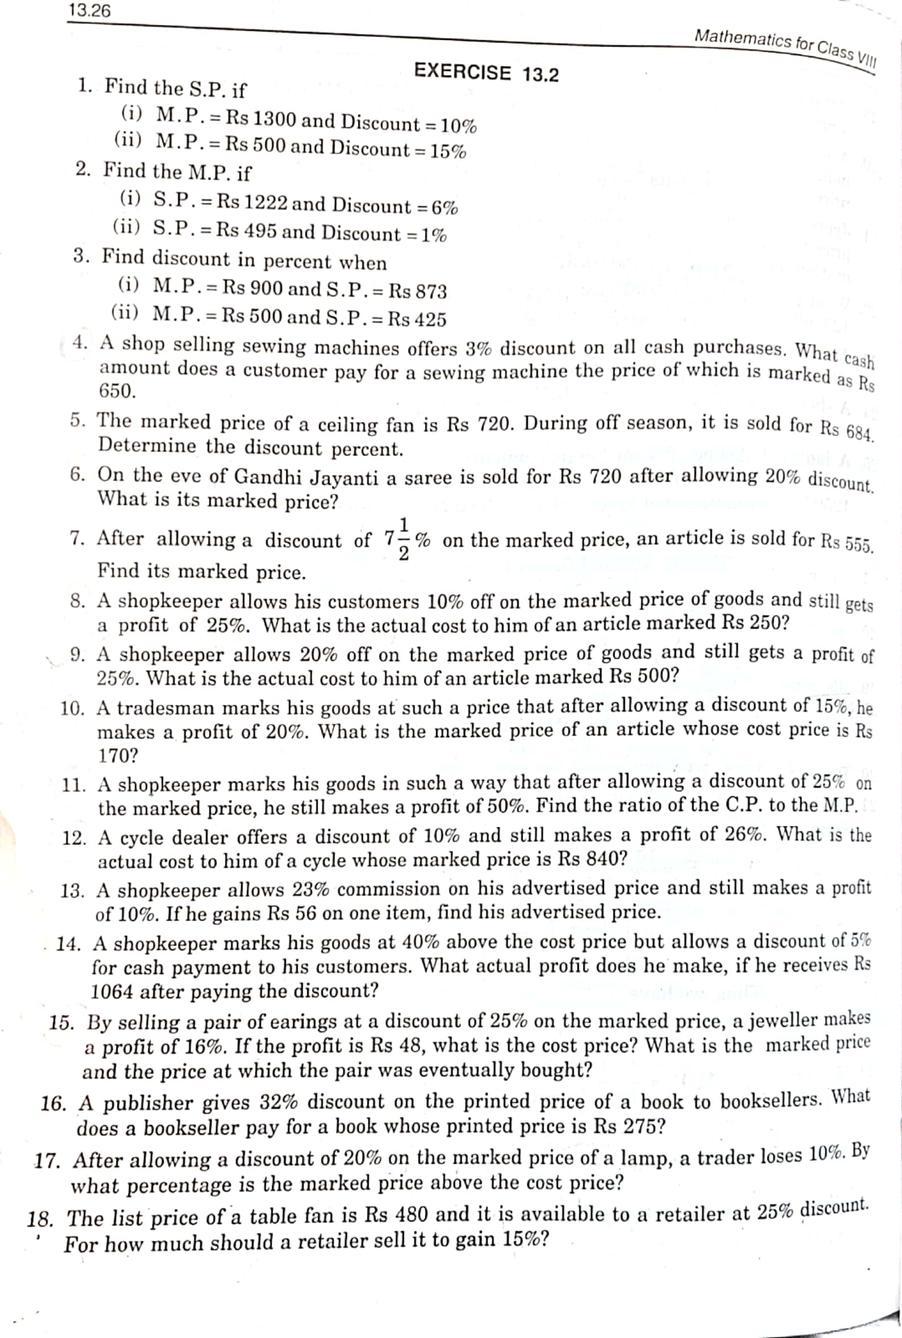 13.26
Mathematics for Class VIII
EXERCISE 13.2
1. Find the S.P. if
(i) M.P. = Rs 1300 and Discount = 10%
(ii) M.P. = Rs 500 and Discount = 15%
2. Find the M.P. if
(i) S.P. = Rs 1222 and Discount = 6%
(ii) S.P. = Rs 495 and Discount = 1%
3. Find discount in percent when
(i) M.P. = Rs 900 and S.P. = Rs 873
(ii) M.P. = Rs 500 and S.P. = Rs 425
4. A shop selling sewing machines offers 3% discount on all cash purchases. What cash
amount does a customer pay for a sewing machine the price of which is marked as Rs
650.
5. The marked price of a ceiling fan is Rs 720. During off season, it is sold for Rs 684.
Determine the discount percent.
6. On the eve of Gandhi Jayanti a saree is sold for Rs 720 after allowing 20% discount.
What is its marked price?
7. After allowing a discount of 7 1/2 % on the marked price, an article is sold for Rs 555.
Find its marked price.
8. A shopkeeper allows his customers 10% off on the marked price of goods and still gets
a profit of 25%. What is the actual cost to him of an article marked Rs 250?
9. A shopkeeper allows 20% off on the marked price of goods and still gets a profit of
25%. What is the actual cost to him of an article marked Rs 500?
10. A tradesman marks his goods at such a price that after allowing a discount of 15%, he
makes a profit of 20%. What is the marked price of an article whose cost price is Rs
170?
11. A shopkeeper marks his goods in such a way that after allowing a discount of 25% on
the marked price, he still makes a profit of 50%. Find the ratio of the C.P. to the M.P.
12. A cycle dealer offers a discount of 10% and still makes a profit of 26%. What is the
actual cost to him of a cycle whose marked price is Rs 840?
13. A shopkeeper allows 23% commission on his advertised price and still makes a profit
of 10%. If he gains Rs 56 on one item, find his advertised price.
14. A shopkeeper marks his goods at 40% above the cost price but allows a discount of 5%
for cash payment to his customers. What actual profit does he make, if he receives Rs
1064 after paying the discount?
15. By selling a pair of earings at a discount of 25% on the marked price, a jeweller makes
a profit of 16%. If the profit is Rs 48, what is the cost price? What is the marked price
and the price at which the pair was eventually bought?
16. A publisher gives 32% discount on the printed price of a book to booksellers. What
does a bookseller pay for a book whose printed price is Rs 275?
17. After allowing a discount of 20% on the marked price of a lamp, a trader loses 10%. By
what percentage is the marked price above the cost price?
18. The list price of a table fan is Rs 480 and it is available to a retailer at 25% discount.
For how much should a retailer sell it to gain 15%?